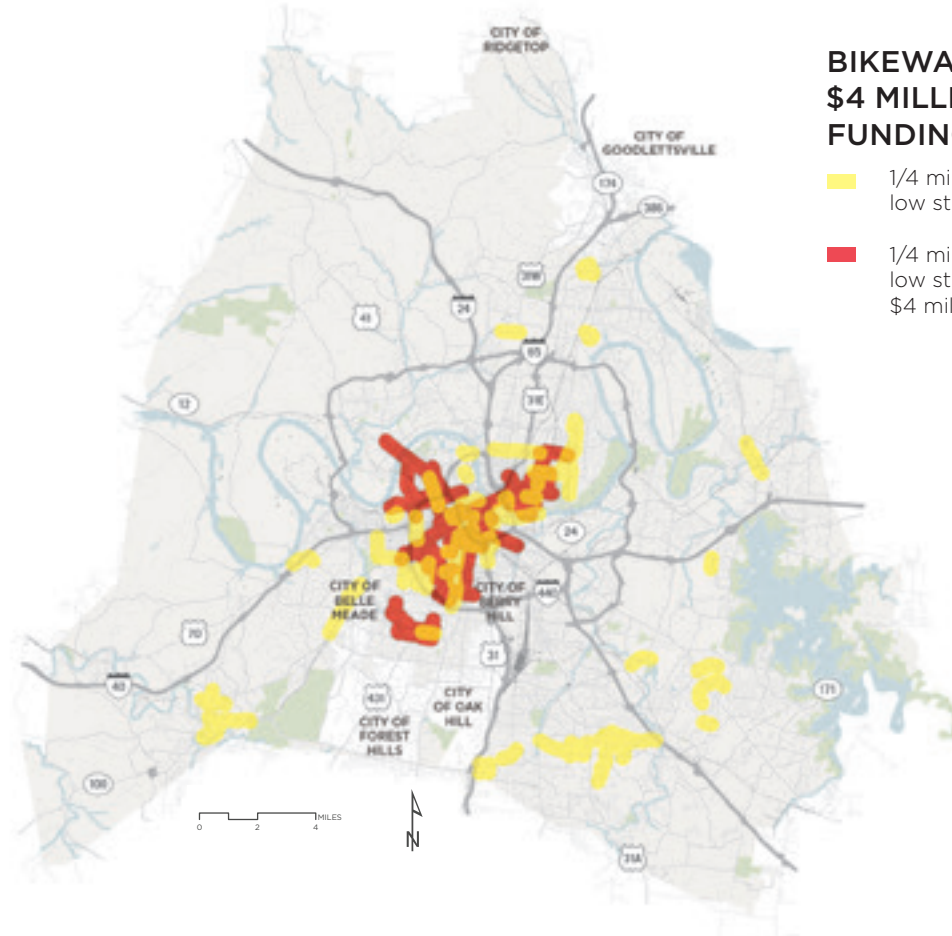 CITY OF
RIDGETOP
CITY OF
GOODLETTSVILLE
174
386
31W
24
41
65
12
31E
24
CITY OF
BELLE
MEADE
CITY OF
BERRY
HILL
440
70
31
40
431
CITY
OF OAK
HILL
CITY OF
FOREST
HILLS
171
100
31A
0
2
4
MILES
N
BIKEWA
$4 MILLI
FUNDIN
1/4 mi
low st
1/4 mi
low st
$4 mil